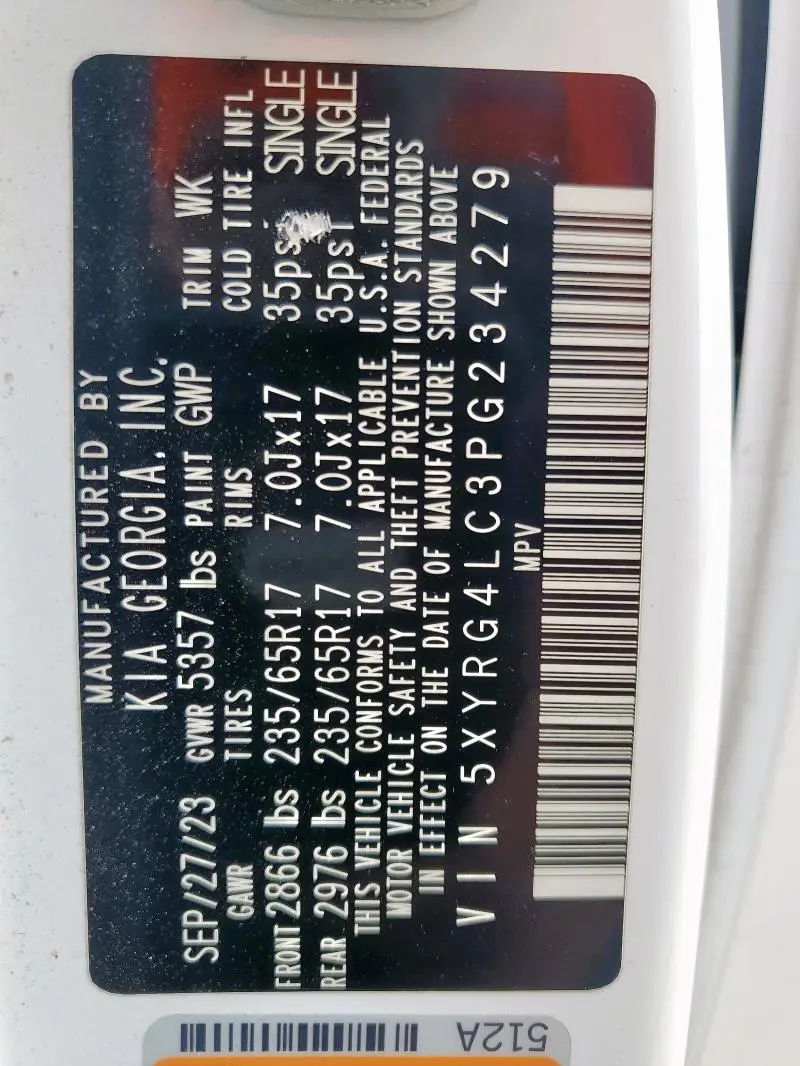 MANUFACTURED BY
KIA GEORGIA, INC.
SEP/27/23 GVWR 5357 lbs PAINT GWP TRIM WK
GAWR TIRES RIMS COLD TIRE INFL
FRONT 2866 lbs 235/65R17 7.0Jx17 35psi SINGLE
REAR 2976 lbs 235/65R17 7.0Jx17 35psi SINGLE
THIS VEHICLE CONFORMS TO ALL APPLICABLE U.S.A. FEDERAL
MOTOR VEHICLE SAFETY AND THEFT PREVENTION STANDARDS
IN EFFECT ON THE DATE OF MANUFACTURE SHOWN ABOVE
VIN 5XYRG4LC3PG234279
MPV
512A